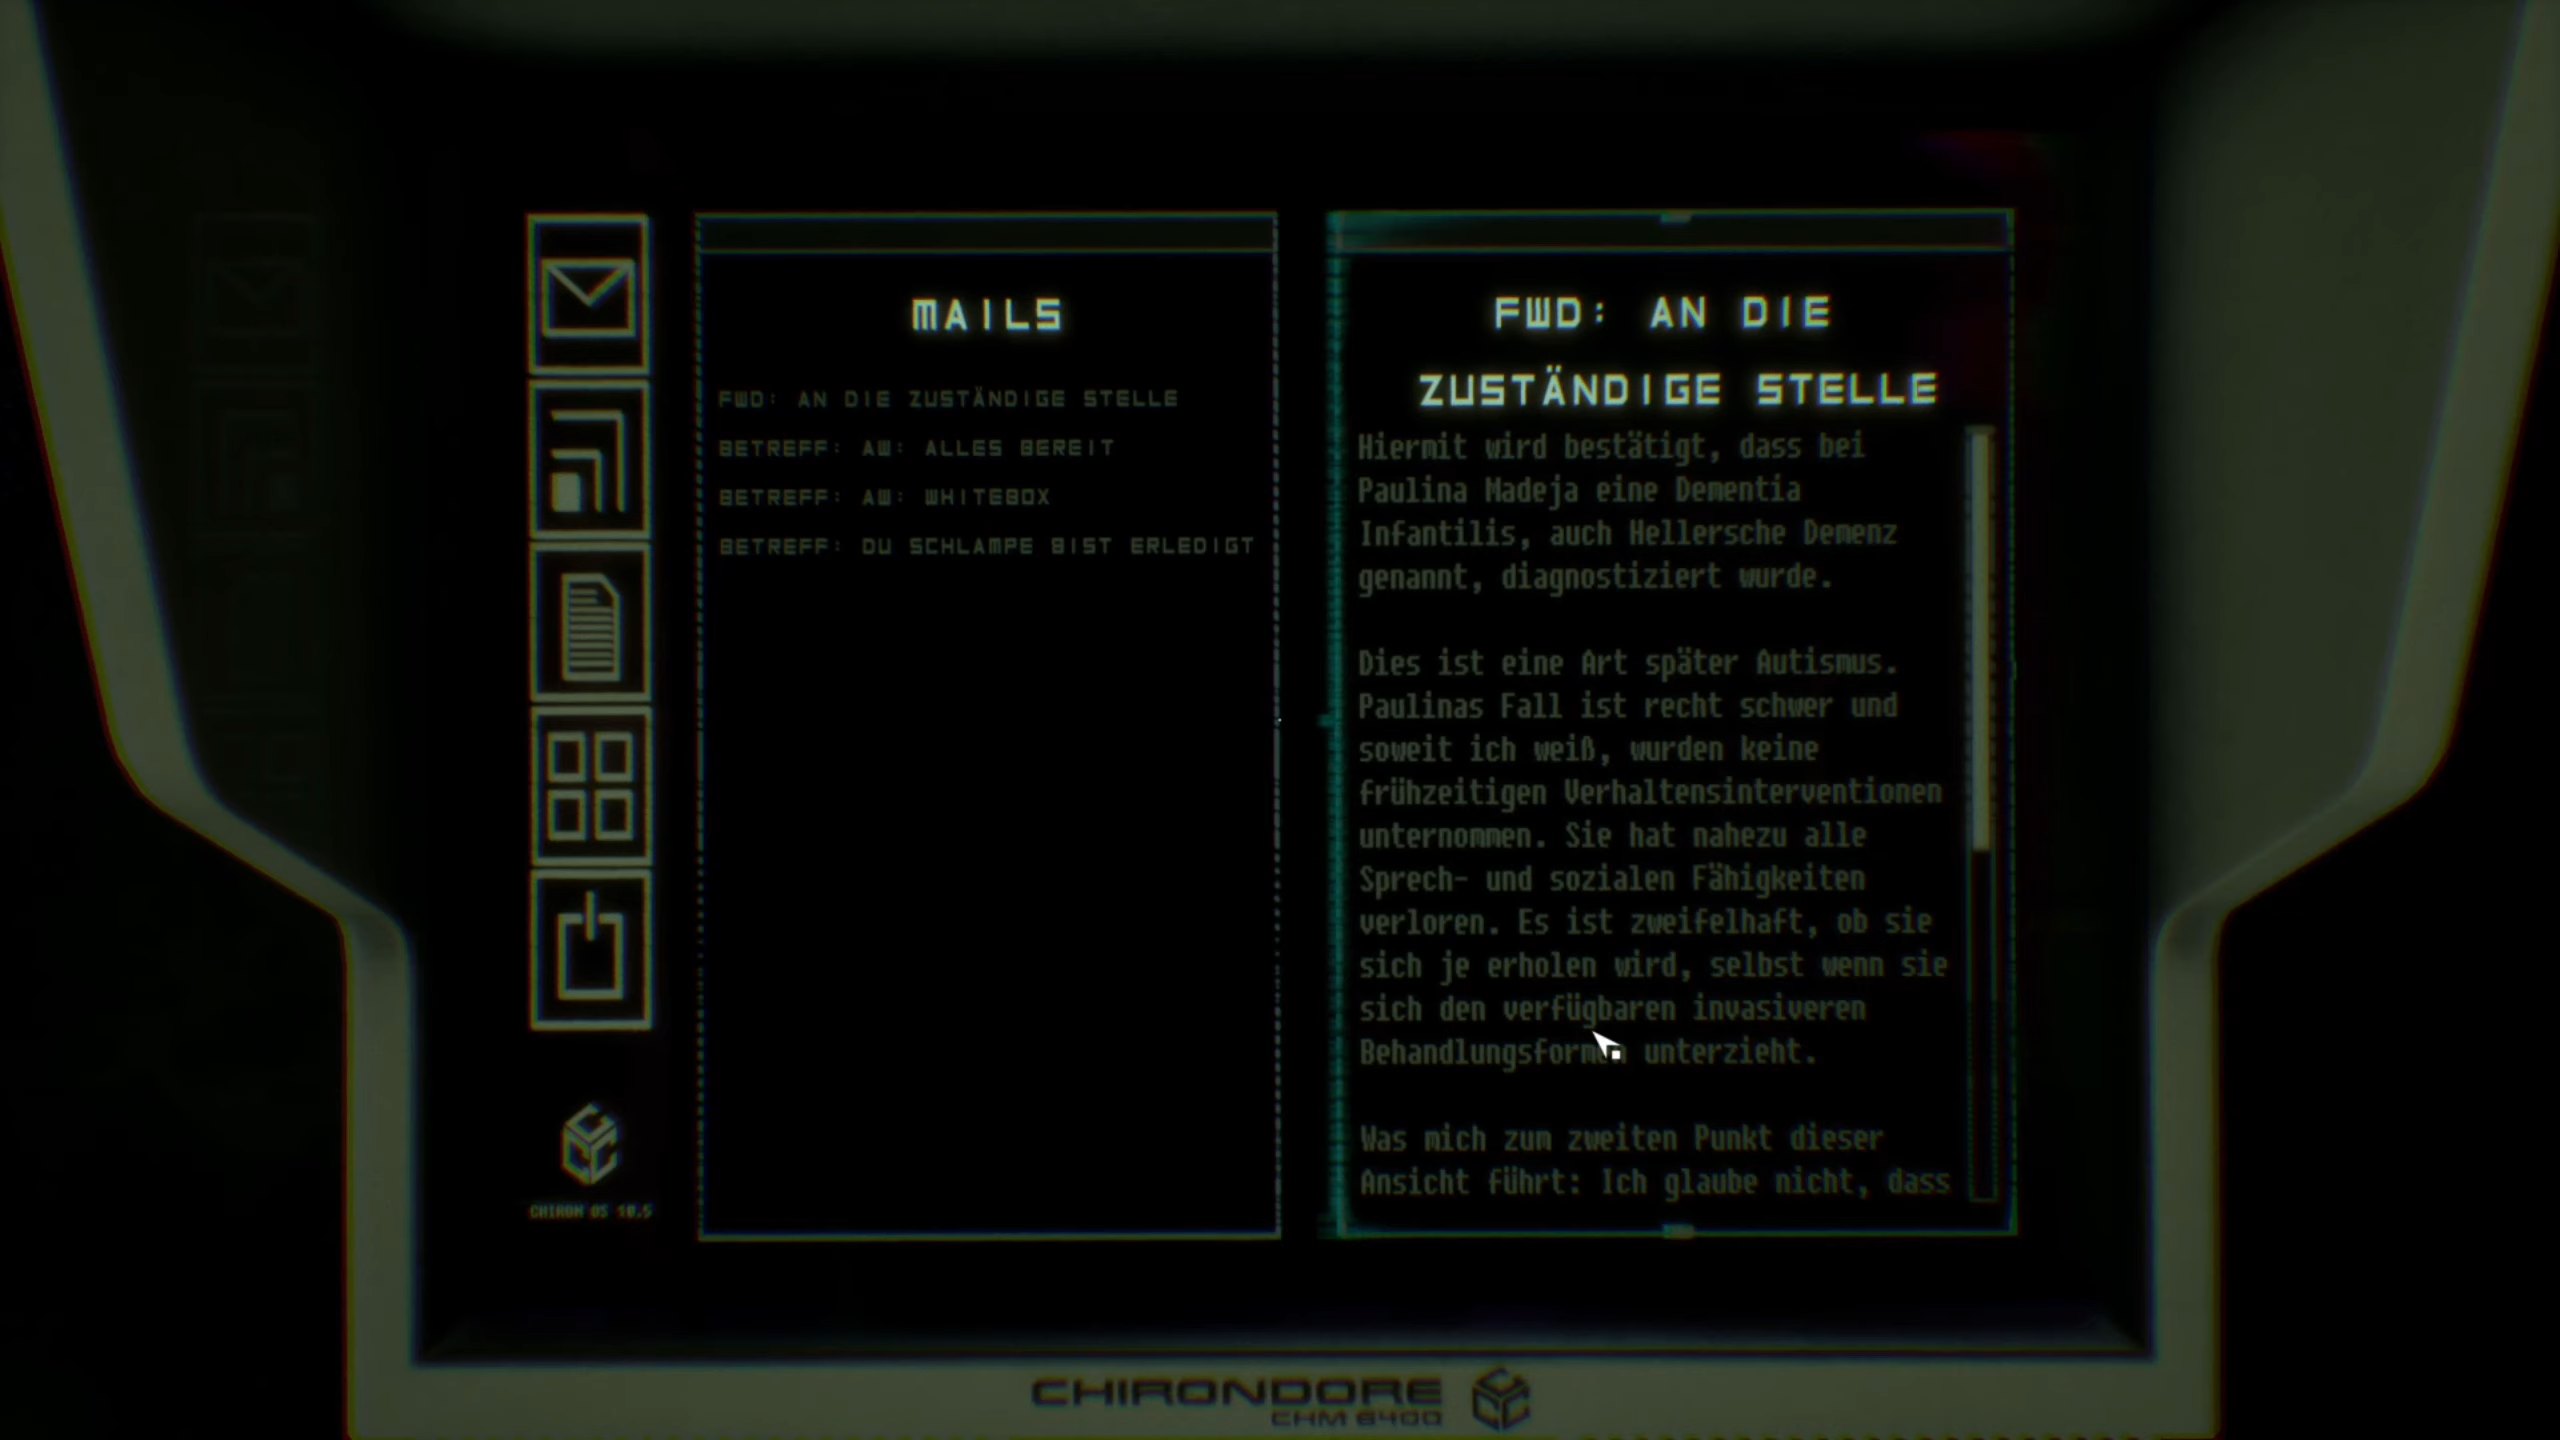 MAILS
FWD: AN DIE ZUSTÄNDIGE STELLE
BETREFF: AW: ALLES BEREIT
BETREFF: AW: WHITEBOX
BETREFF: DU SCHLAMPE BIST ERLEDIGT
CHIRON OS 10.5
FWD: AN DIE
ZUSTÄNDIGE STELLE
Hiermit wird bestätigt, dass bei
Paulina Madeja eine Dementia
Infantilis, auch Hellersche Demenz
genannt, diagnostiziert wurde.
Dies ist eine Art später Autismus.
Paulinas Fall ist recht schwer und
soweit ich weiß, wurden keine
frühzeitigen Verhaltensinterventionen
unternommen. Sie hat nahezu alle
Sprech- und sozialen Fähigkeiten
verloren. Es ist zweifelhaft, ob sie
sich je erholen wird, selbst wenn sie
sich den verfügbaren invasiveren
Behandlungsformen unterzieht.
Was mich zum zweiten Punkt dieser
Ansicht führt: Ich glaube nicht, dass
CHIRONDORE
CHM 6400